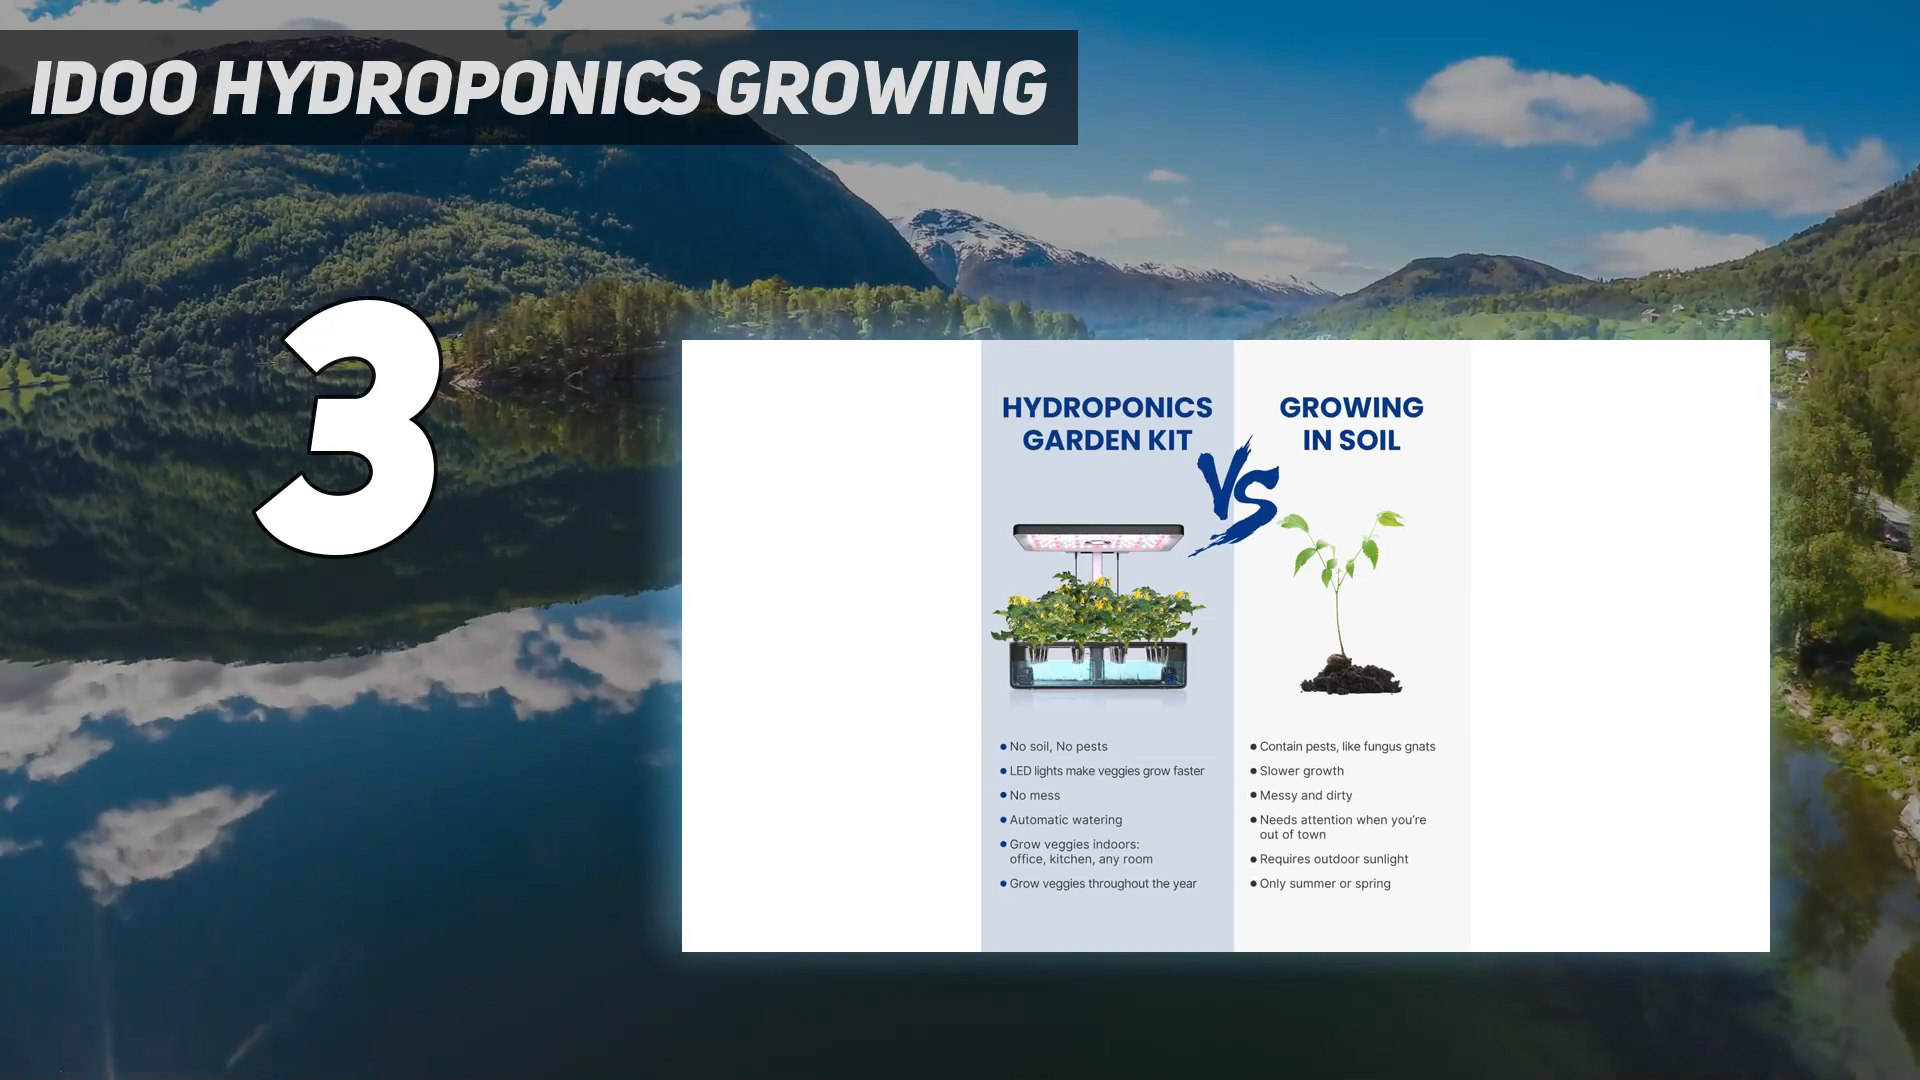 IDOO HYDROPONICS GROWING
3
HYDROPONICS
GARDEN KIT
VS
GROWING
IN SOIL
No soil, No pests
LED lights make veggies grow faster
No mess
Automatic watering
Grow veggies indoors:
office, kitchen, any room
Grow veggies throughout the year
Contain pests, like fungus gnats
Slower growth
Messy and dirty
Needs attention when you're
out of town
Requires outdoor sunlight
Only summer or spring